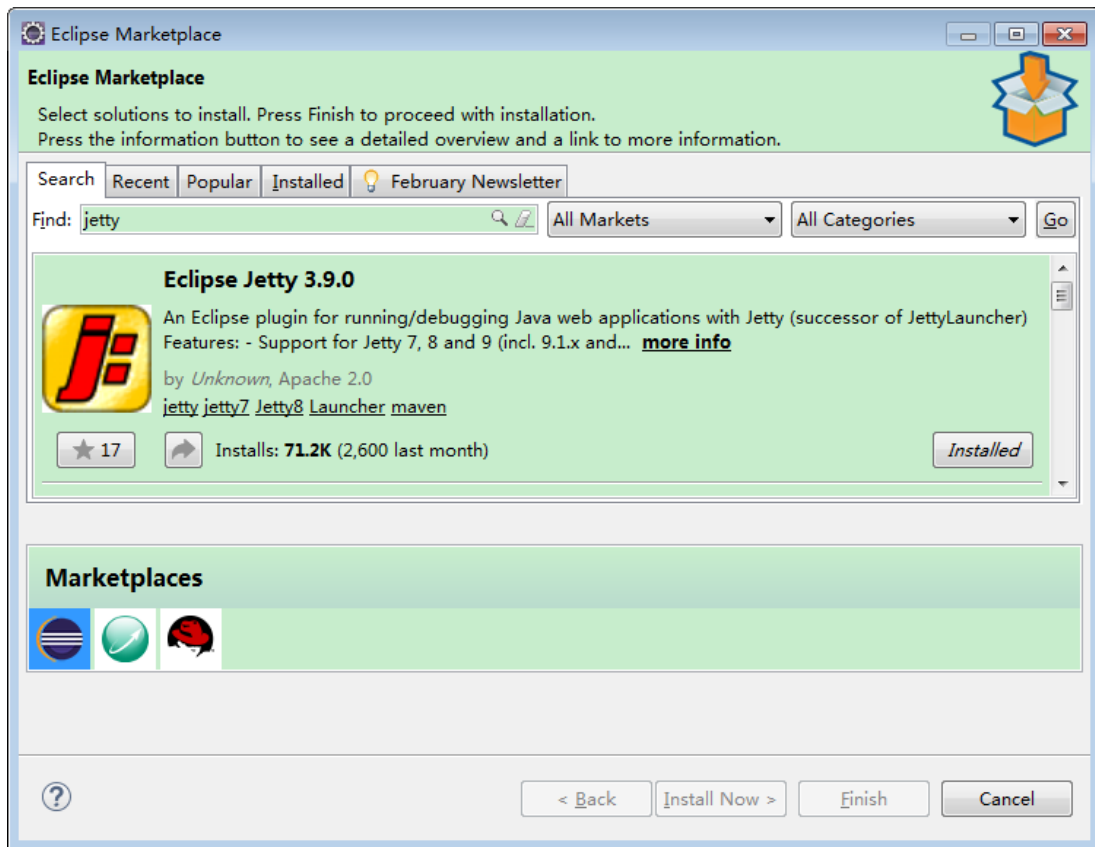 Eclipse Marketplace
Eclipse Marketplace
Select solutions to install. Press Finish to proceed with installation.
Press the information button to see a detailed overview and a link to more information.
Search Recent Popular Installed February Newsletter
Find: jetty All Markets All Categories Go
Eclipse Jetty 3.9.0
An Eclipse plugin for running/debugging Java web applications with Jetty (successor of JettyLauncher)
Features: - Support for Jetty 7, 8 and 9 (incl. 9.1.x and... more info
by Unknown, Apache 2.0
jetty jetty7 Jetty8 Launcher maven
17 Installs: 71.2K (2,600 last month) Installed
Marketplaces
< Back Install Now > Finish Cancel